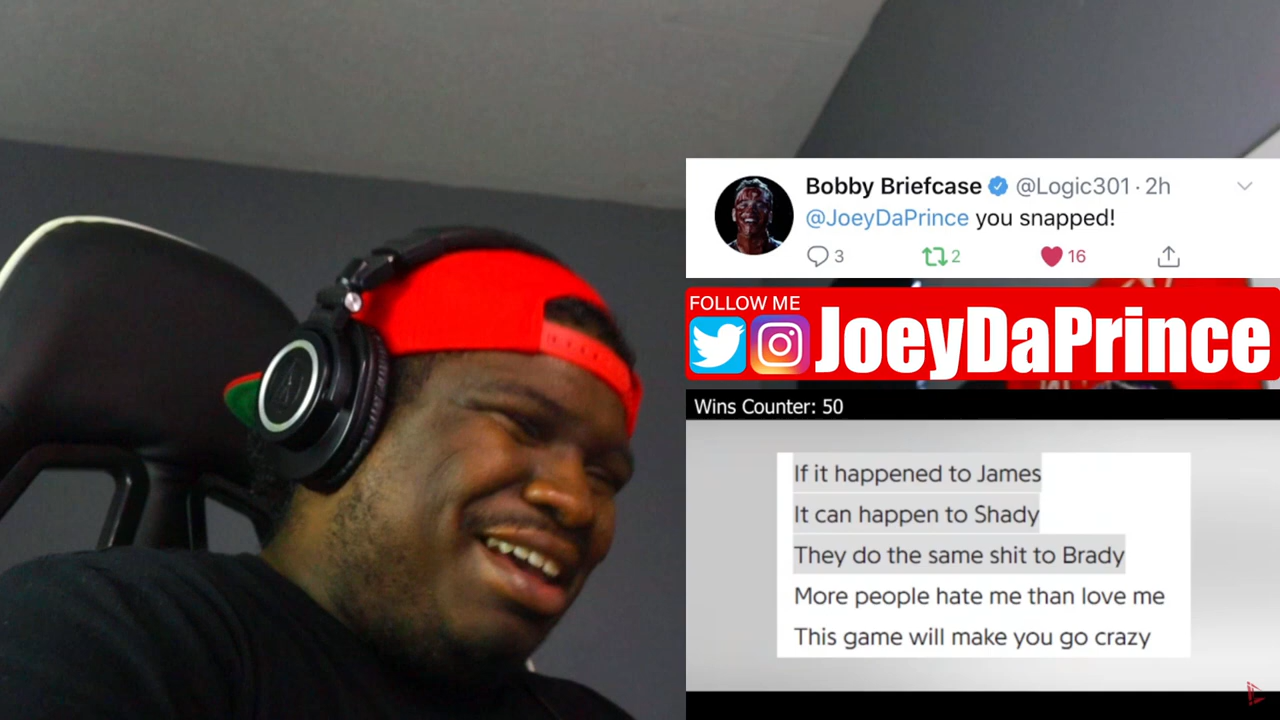 Bobby Briefcase @Logic301 · 2h
@JoeyDaPrince you snapped!
3 2 16
FOLLOW ME
JoeyDaPrince
Wins Counter: 50
If it happened to James
It can happen to Shady
They do the same shit to Brady
More people hate me than love me
This game will make you go crazy